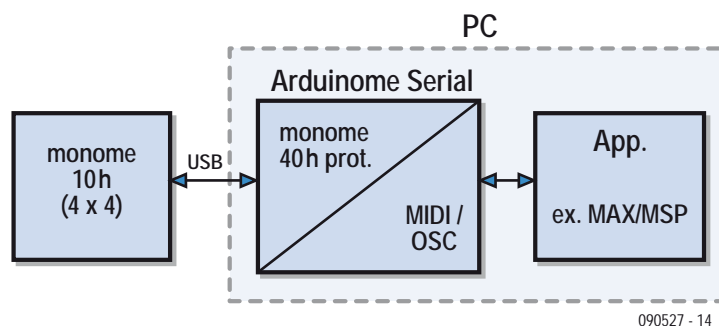 PC
Arduinome Serial
monome
10h
(4 x 4)
USB
monome
40h prot.
MIDI /
OSC
App.
ex. MAX/MSP
090527 - 14